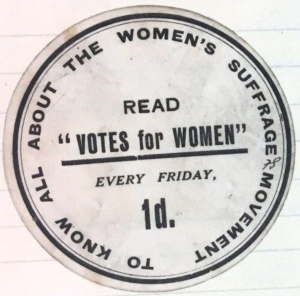 TO KNOW ALL ABOUT THE WOMEN'S SUFFRAGE MOVEMENT
READ
"VOTES for WOMEN"
EVERY FRIDAY,
1d.